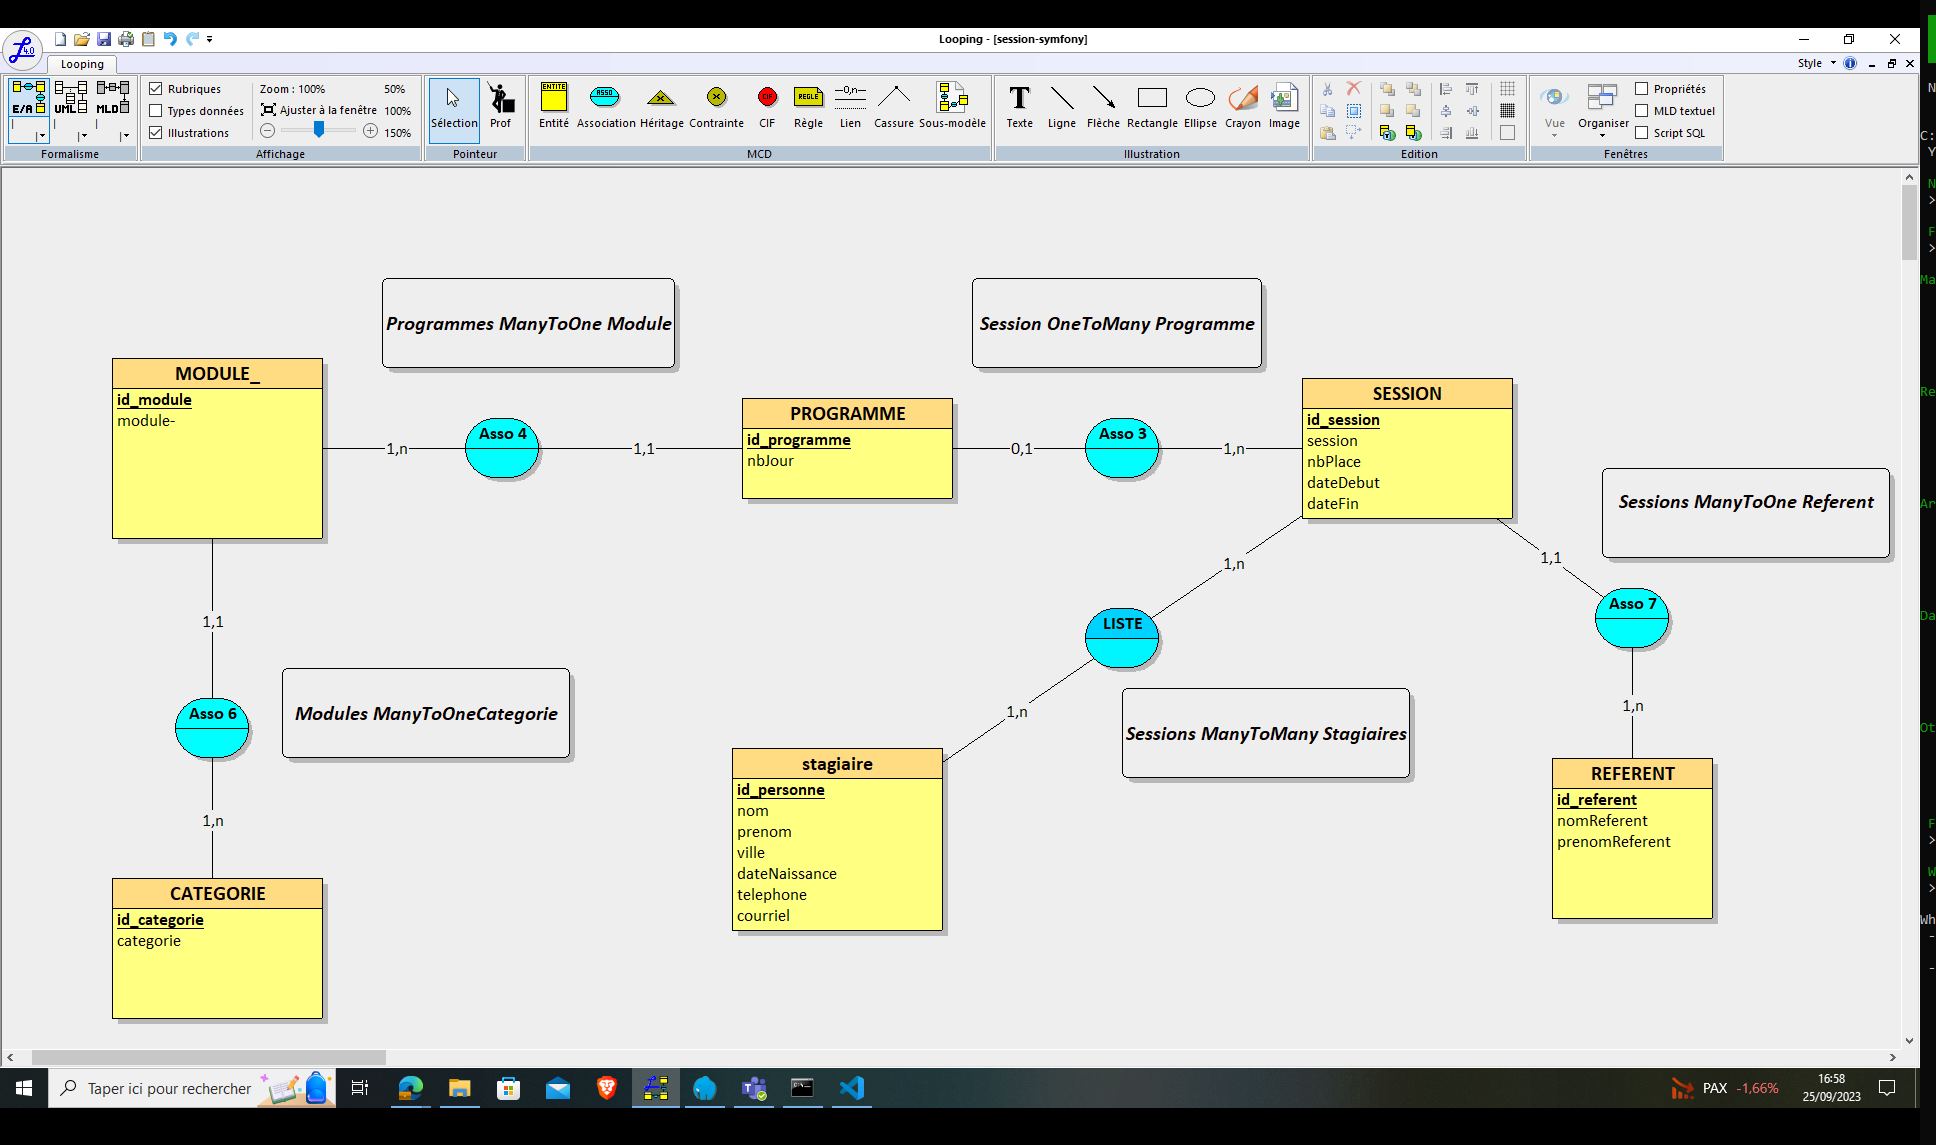 Looping - [session-symfony]
Looping
Style
Rubriques
Types données
Illustrations
Zoom : 100%
50%
Ajuster à la fenêtre
100%
150%
E/A
UML
MLD
Sélection
Prof
ENTITE
ASSO
CIF
REGLE
—0,n—
Entité
Association
Héritage
Contrainte
CIF
Règle
Lien
Cassure
Sous-modèle
Texte
Ligne
Flèche
Rectangle
Ellipse
Crayon
Image
Vue
Organiser
Propriétés
MLD textuel
Script SQL
Formalisme
Affichage
Pointeur
MCD
Illustration
Edition
Fenêtres
Programmes ManyToOne Module
Session OneToMany Programme
MODULE_
id_module
module-
1,n
Asso 4
1,1
PROGRAMME
id_programme
nbJour
0,1
Asso 3
1,n
SESSION
id_session
session
nbPlace
dateDebut
dateFin
Sessions ManyToOne Referent
1,n
1,1
1,1
LISTE
Asso 7
1,n
Asso 6
Modules ManyToOneCategorie
Sessions ManyToMany Stagiaires
1,n
1,n
stagiaire
id_personne
nom
prenom
ville
dateNaissance
telephone
courriel
REFERENT
id_referent
nomReferent
prenomReferent
CATEGORIE
id_categorie
categorie
Taper ici pour rechercher
PAX -1,66%
16:58
25/09/2023